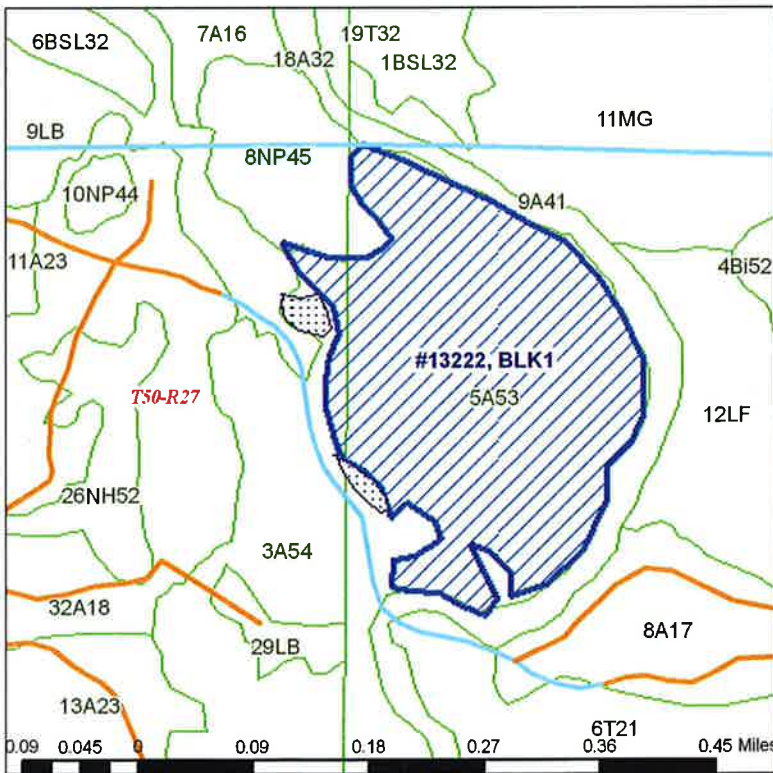 6BSL32
7A16
19T32
18A32
1BSL32
11MG
9LB
8NP45
10NP44
9A41
11A23
4Bi52
#13222, BLK1
5A53
T50-R27
12LF
26NH52
3A54
32A18
8A17
29LB
13A23
6T21
0.09 0.045 0 0.09 0.18 0.27 0.36 0.45 Miles